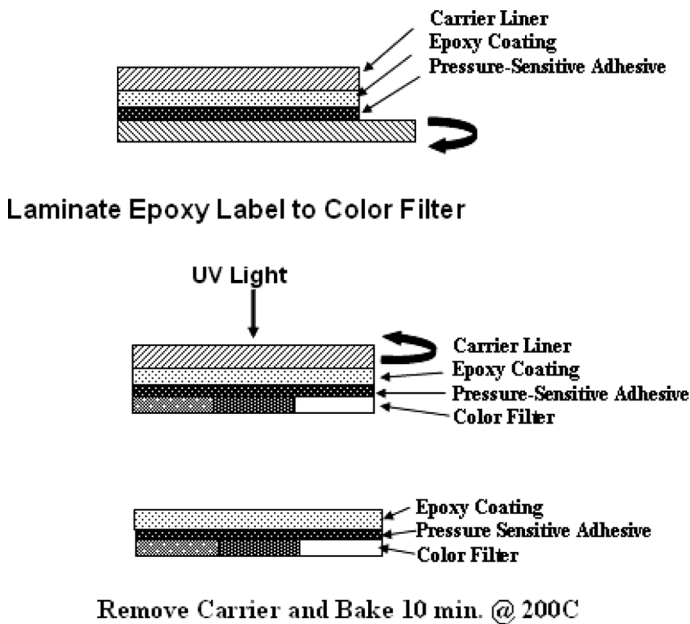 Carrier Liner
Epoxy Coating
Pressure-Sensitive Adhesive
Laminate Epoxy Label to Color Filter
UV Light
Carrier Liner
Epoxy Coating
Pressure-Sensitive Adhesive
Color Filter
Epoxy Coating
Pressure Sensitive Adhesive
Color Filter
Remove Carrier and Bake 10 min. @ 200C